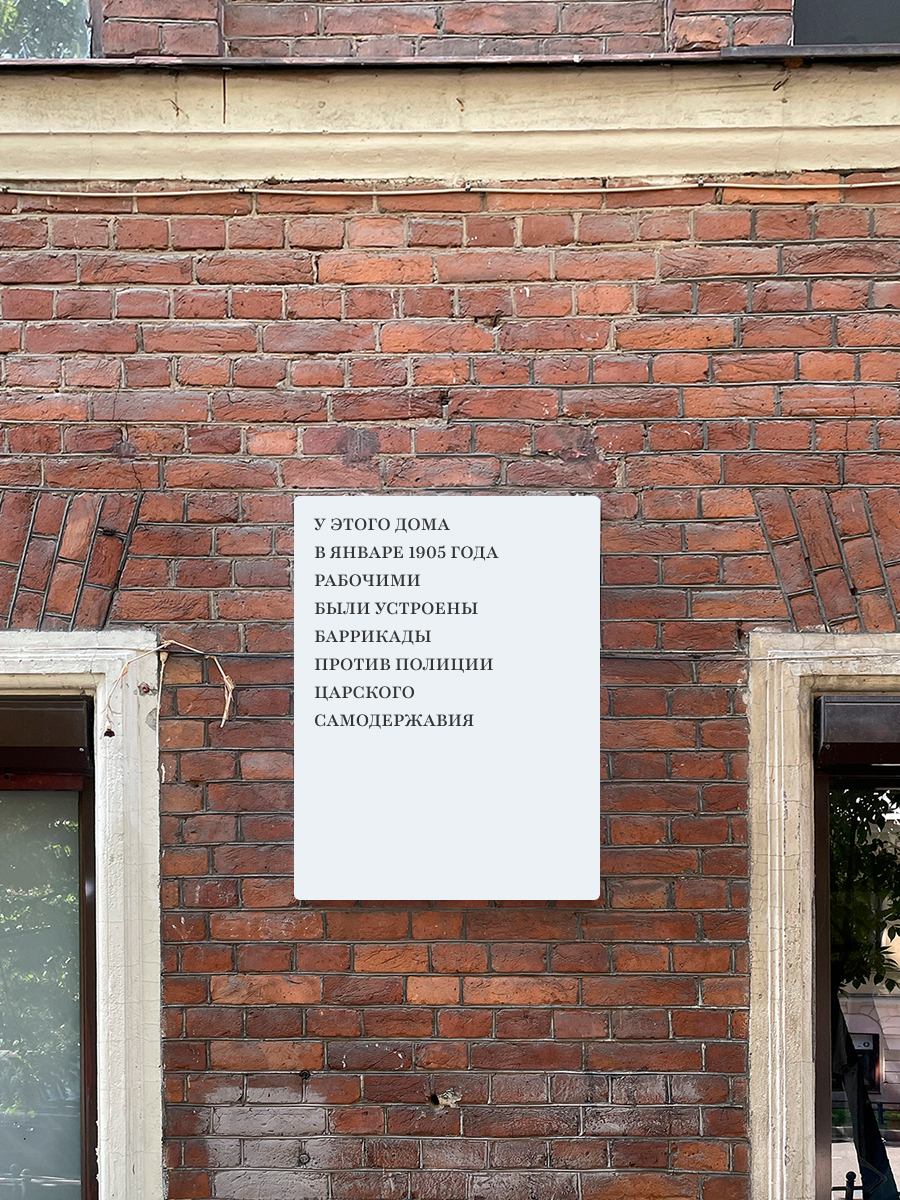 У ЭТОГО ДОМА
В ЯНВАРЕ 1905 ГОДА
РАБОЧИМИ
БЫЛИ УСТРОЕНЫ
БАРРИКАДЫ
ПРОТИВ ПОЛИЦИИ
ЦАРСКОГО
САМОДЕРЖАВИЯ